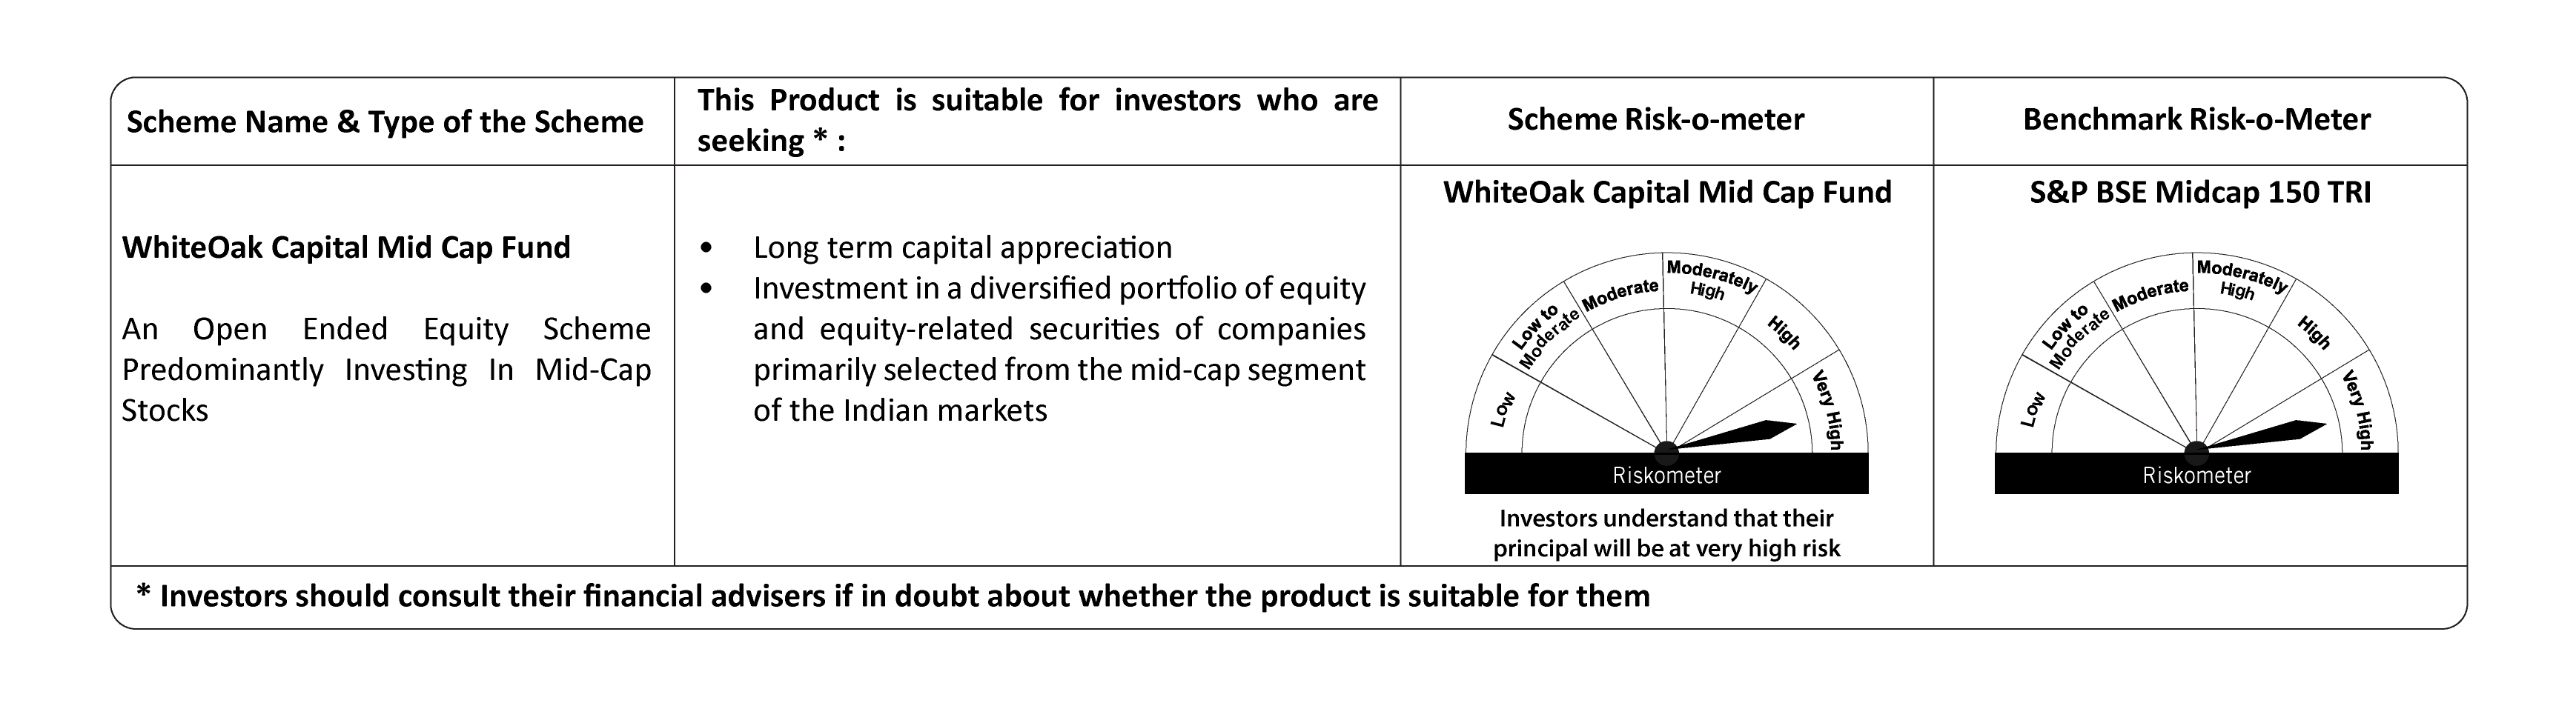 Scheme Name & Type of the Scheme
This Product is suitable for investors who are
seeking * :
Scheme Risk-o-meter
Benchmark Risk-o-Meter
WhiteOak Capital Mid Cap Fund
An Open Ended Equity Scheme
Predominantly Investing In Mid-Cap
Stocks
• Long term capital appreciation
• Investment in a diversified portfolio of equity
and equity-related securities of companies
primarily selected from the mid-cap segment
of the Indian markets
WhiteOak Capital Mid Cap Fund
Low
Low to
Moderate
Moderate
Moderately
High
High
Very High
Riskometer
Investors understand that their
principal will be at very high risk
S&P BSE Midcap 150 TRI
Low
Low to
Moderate
Moderate
Moderately
High
High
Very High
Riskometer
* Investors should consult their financial advisers if in doubt about whether the product is suitable for them